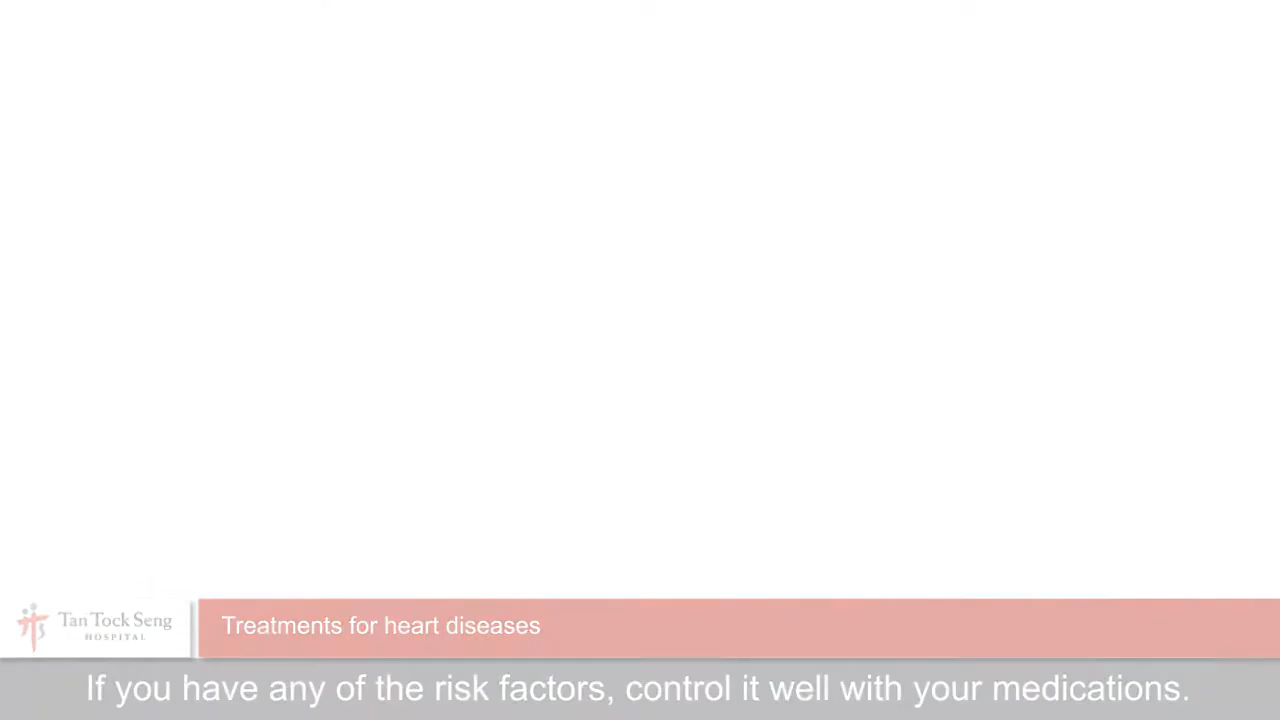 Tan Tock Seng
HOSPITAL
Treatments for heart diseases
If you have any of the risk factors, control it well with your medications.